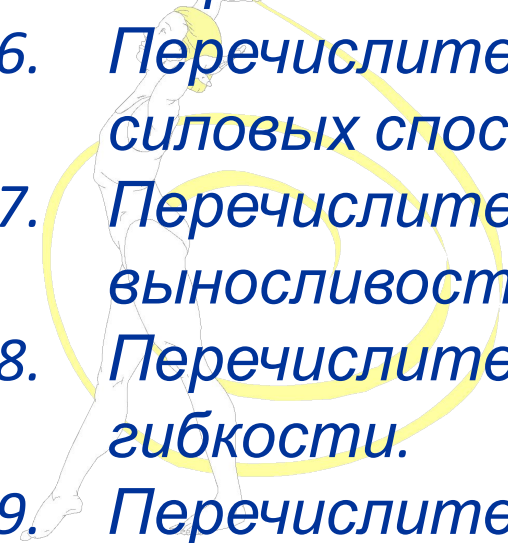 6. Перечислите
силовых спос
7. Перечислите
выносливост
8. Перечислите
гибкости.
9. Перечислите